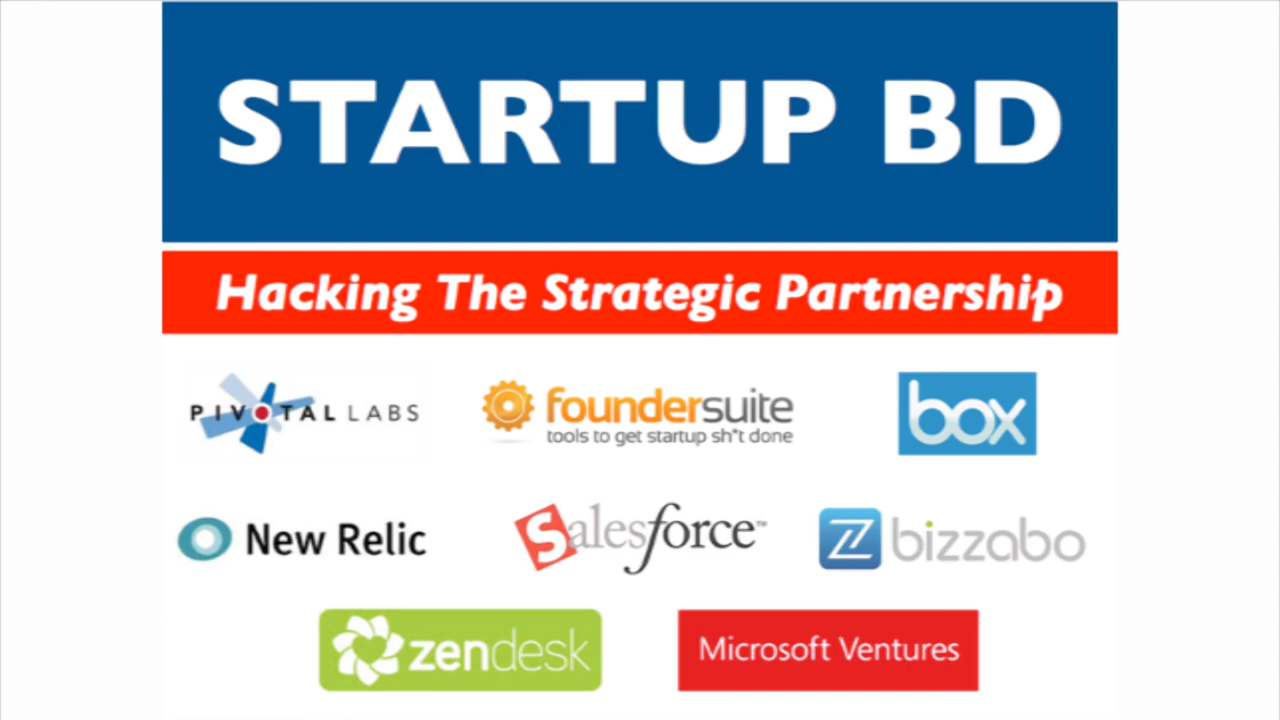 STARTUP BD
Hacking The Strategic Partnership
PIVOTAL LABS
foundersuite
tools to get startup sh*t done
box
New Relic
Salesforce™
bizzabo
zendesk
Microsoft Ventures